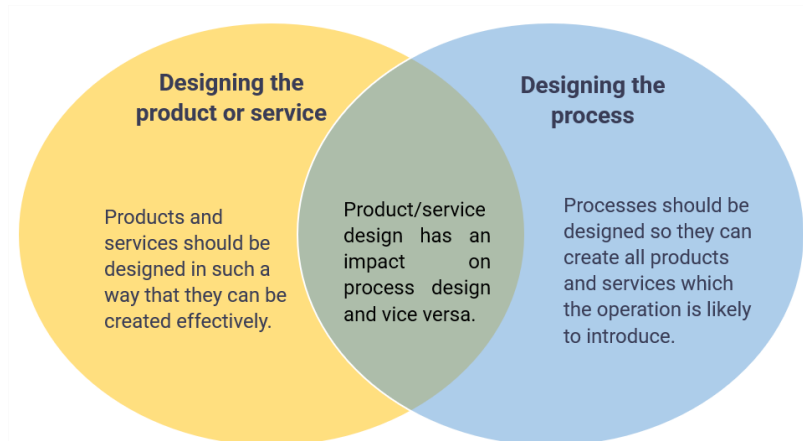 Designing the
product or service
Products and
services should be
designed in such a
way that they can be
created effectively.
Product/service
design has an
impact on
process design
and vice versa.
Designing the
process
Processes should be
designed so they can
create all products
and services which
the operation is likely
to introduce.